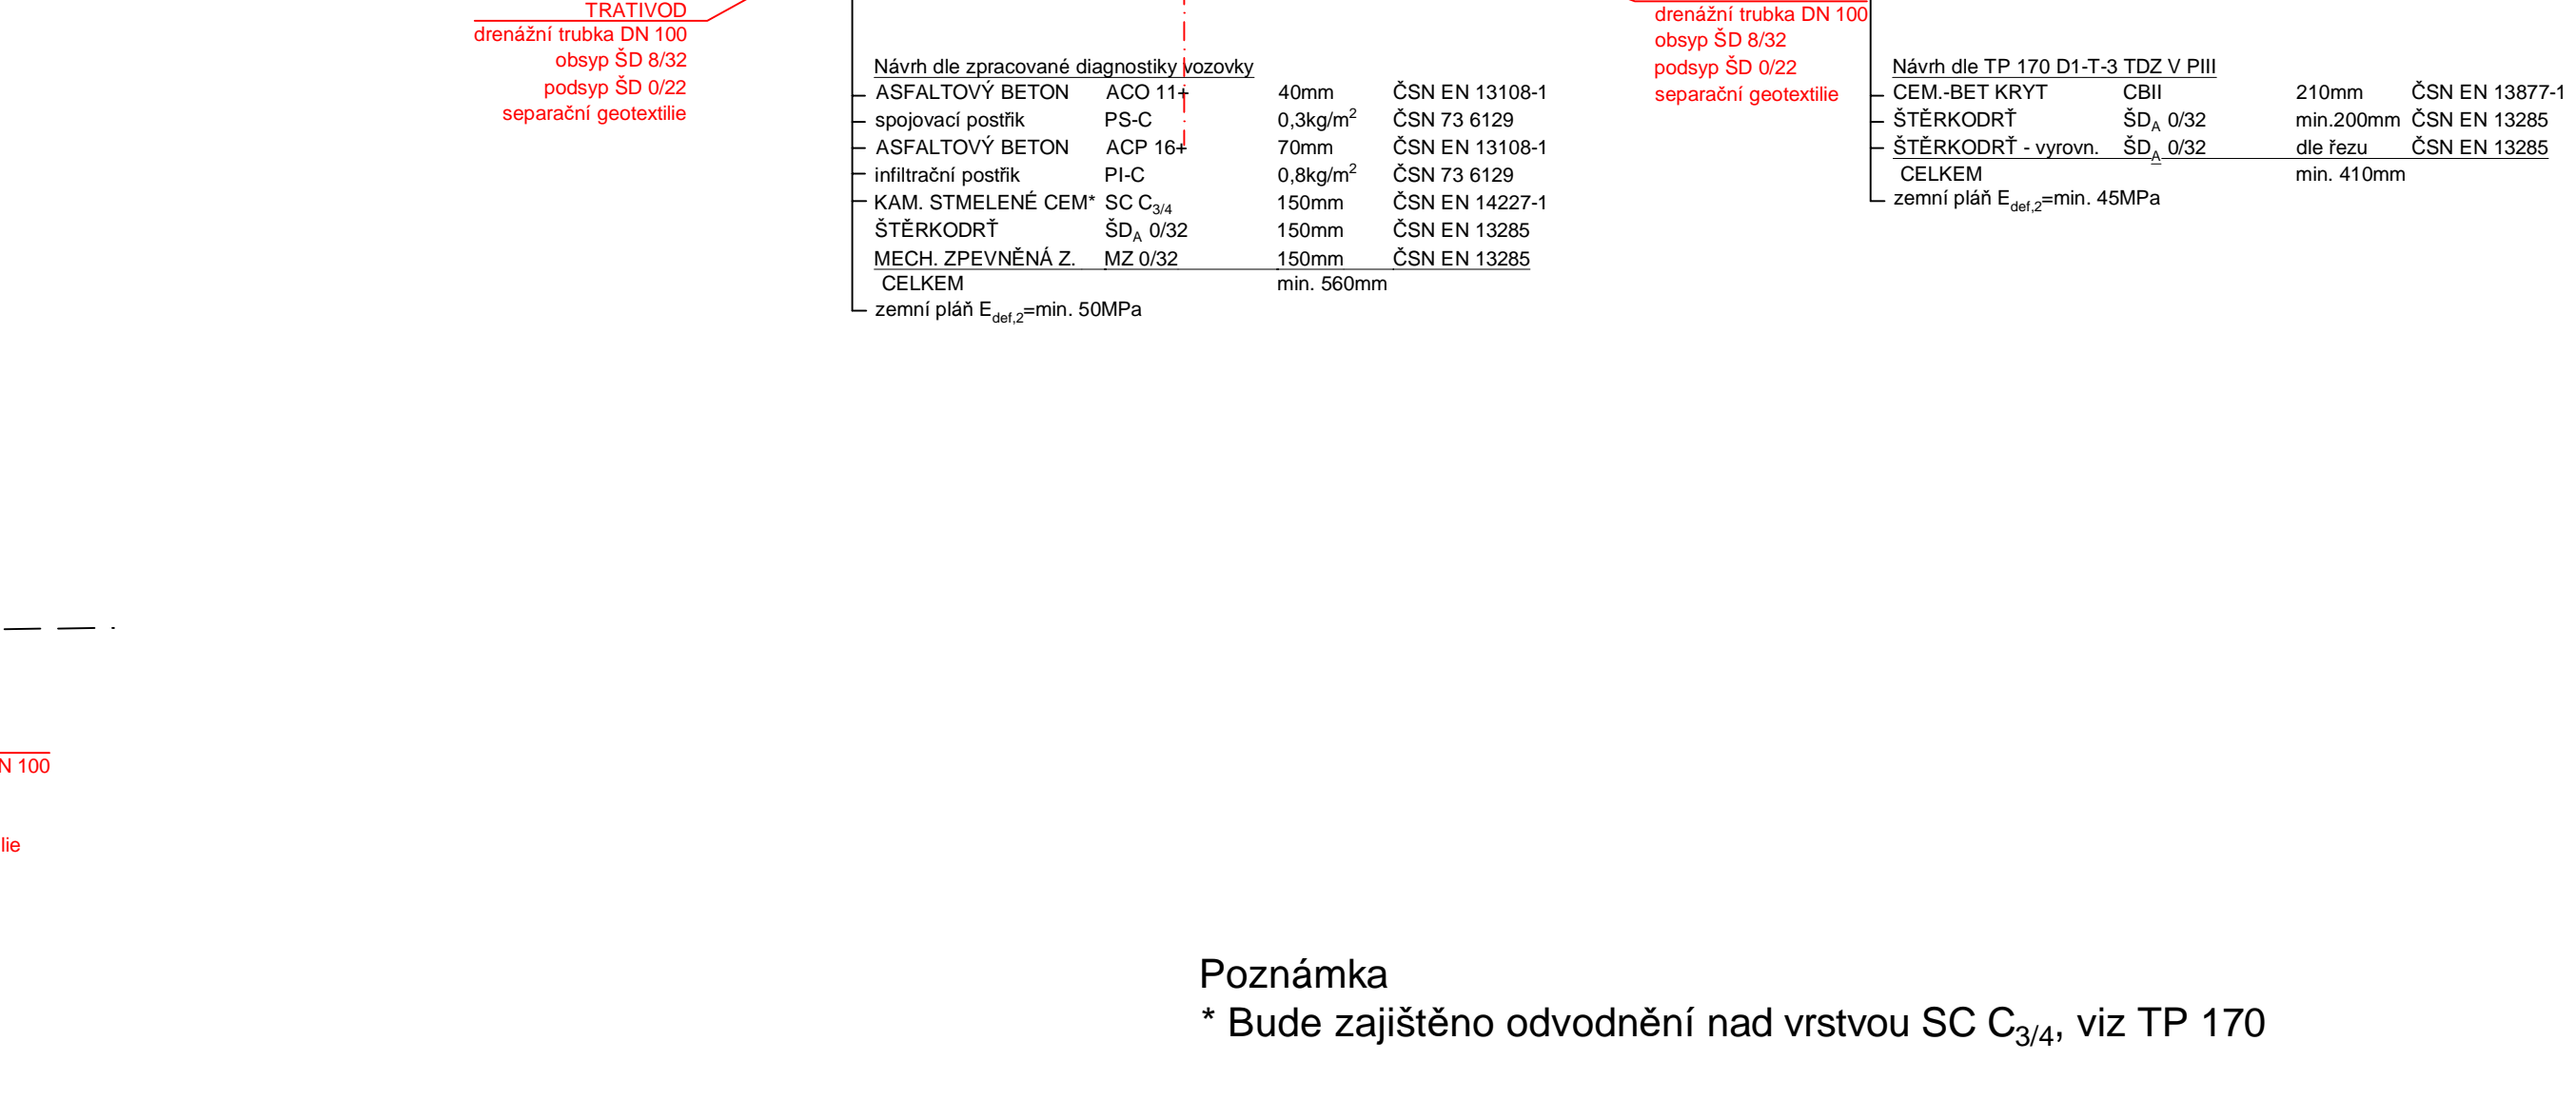 TRATIVOD
drenážní trubka DN 100
obsyp ŠD 8/32
podsyp ŠD 0/22
separační geotextilie
Návrh dle zpracované diagnostiky vozovky
ASFALTOVÝ BETON ACO 11+ 40mm ČSN EN 13108-1
spojovací postřik PS-C 0,3kg/m² ČSN 73 6129
ASFALTOVÝ BETON ACP 16+ 70mm ČSN EN 13108-1
infiltrační postřik PI-C 0,8kg/m² ČSN 73 6129
KAM. STMELENÉ CEM* SC C3/4 150mm ČSN EN 14227-1
ŠTĚRKODRŤ ŠDA 0/32 150mm ČSN EN 13285
MECH. ZPEVNĚNÁ Z. MZ 0/32 150mm ČSN EN 13285
CELKEM min. 560mm
zemní pláň Edef,2=min. 50MPa
drenážní trubka DN 100
obsyp ŠD 8/32
podsyp ŠD 0/22
separační geotextilie
Návrh dle TP 170 D1-T-3 TDZ V PIII
CEM.-BET KRYT CBII 210mm ČSN EN 13877-1
ŠTĚRKODRŤ ŠDA 0/32 min.200mm ČSN EN 13285
ŠTĚRKODRŤ - vyrovn. ŠDA 0/32 dle řezu ČSN EN 13285
CELKEM min. 410mm
zemní pláň Edef,2=min. 45MPa
N 100
lie
Poznámka
* Bude zajištěno odvodnění nad vrstvou SC C3/4, viz TP 170